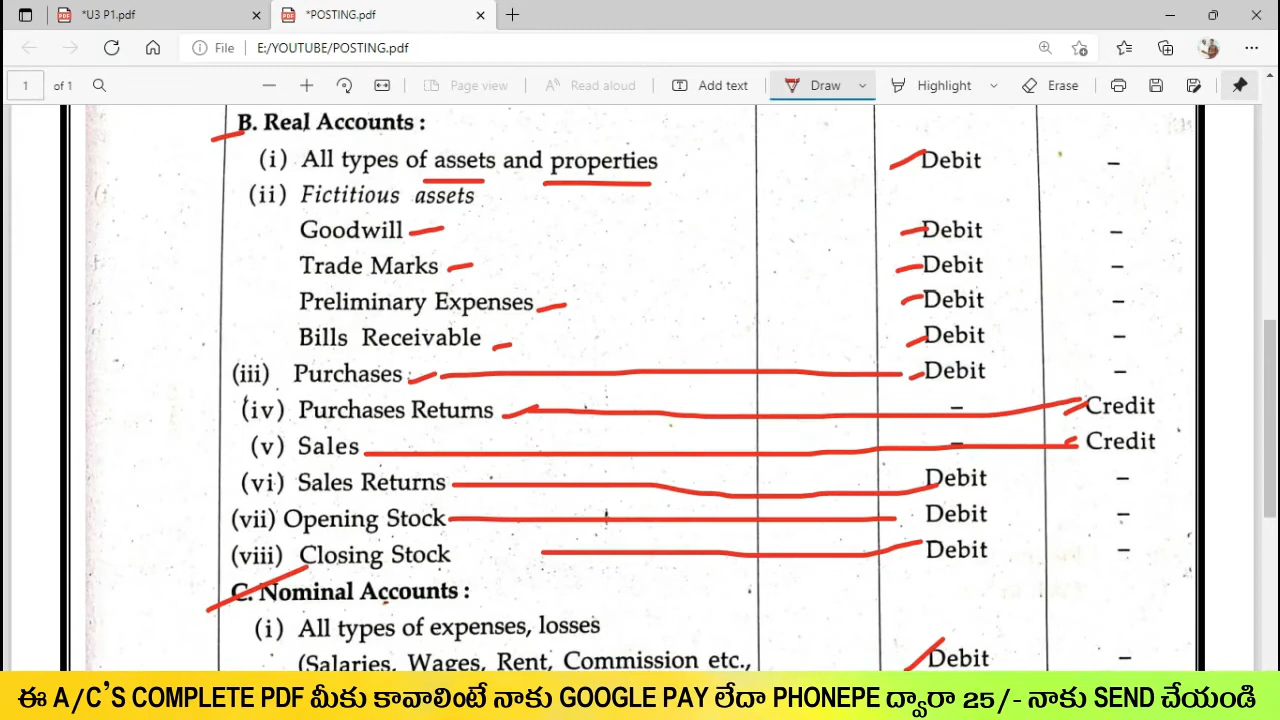 *U3 P1.pdf
*POSTING.pdf
File E:/YOUTUBE/POSTING.pdf
1 of 1 Page view Read aloud Add text Draw Highlight Erase
B. Real Accounts :
(i) All types of assets and properties Debit –
(ii) Fictitious assets
Goodwill Debit –
Trade Marks Debit –
Preliminary Expenses Debit –
Bills Receivable Debit –
(iii) Purchases Debit –
(iv) Purchases Returns – Credit
(v) Sales – Credit
(vi) Sales Returns Debit –
(vii) Opening Stock Debit –
(viii) Closing Stock Debit –
C. Nominal Accounts :
(i) All types of expenses, losses
(Salaries, Wages, Rent, Commission etc., Debit –
ఈ A/C'S COMPLETE PDF మీకు కావాలింటే నాకు GOOGLE PAY లేదా PHONEPE ద్వారా 25/- నాకు SEND చేయండి